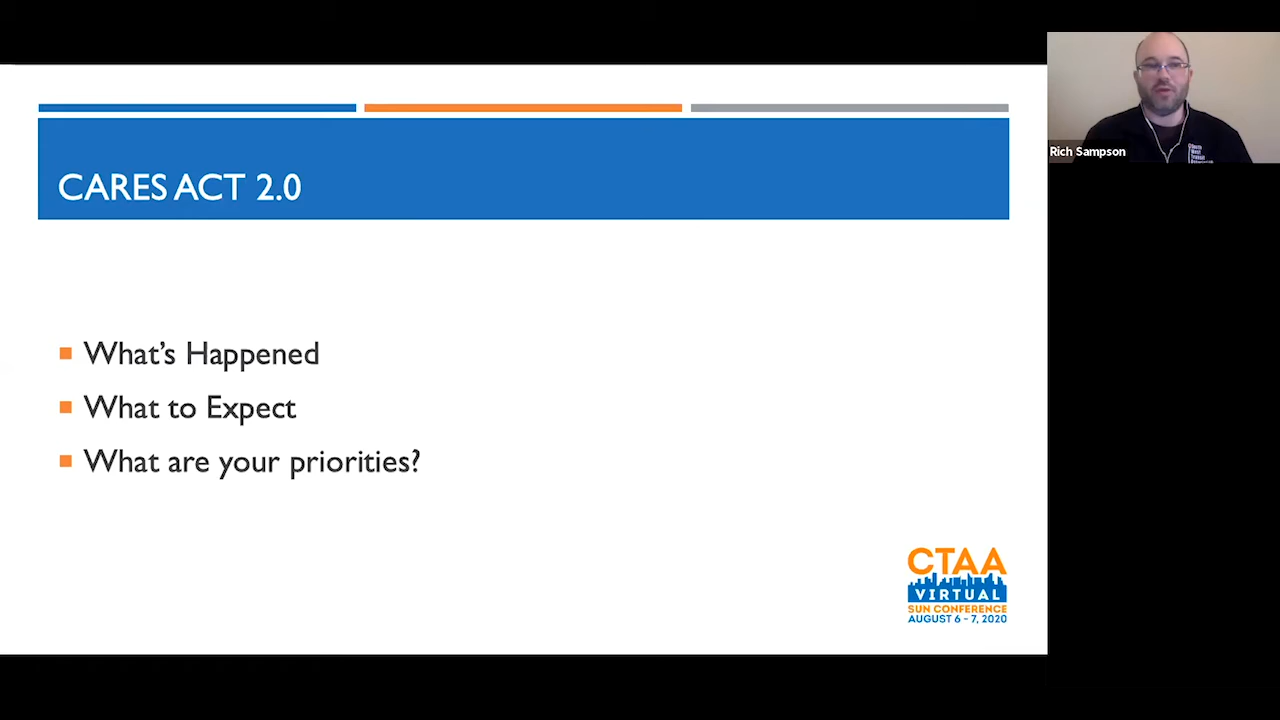 CARES ACT 2.0
What's Happened
What to Expect
What are your priorities?
CTAA
VIRTUAL
SUN CONFERENCE
AUGUST 6 – 7, 2020
Rich Sampson